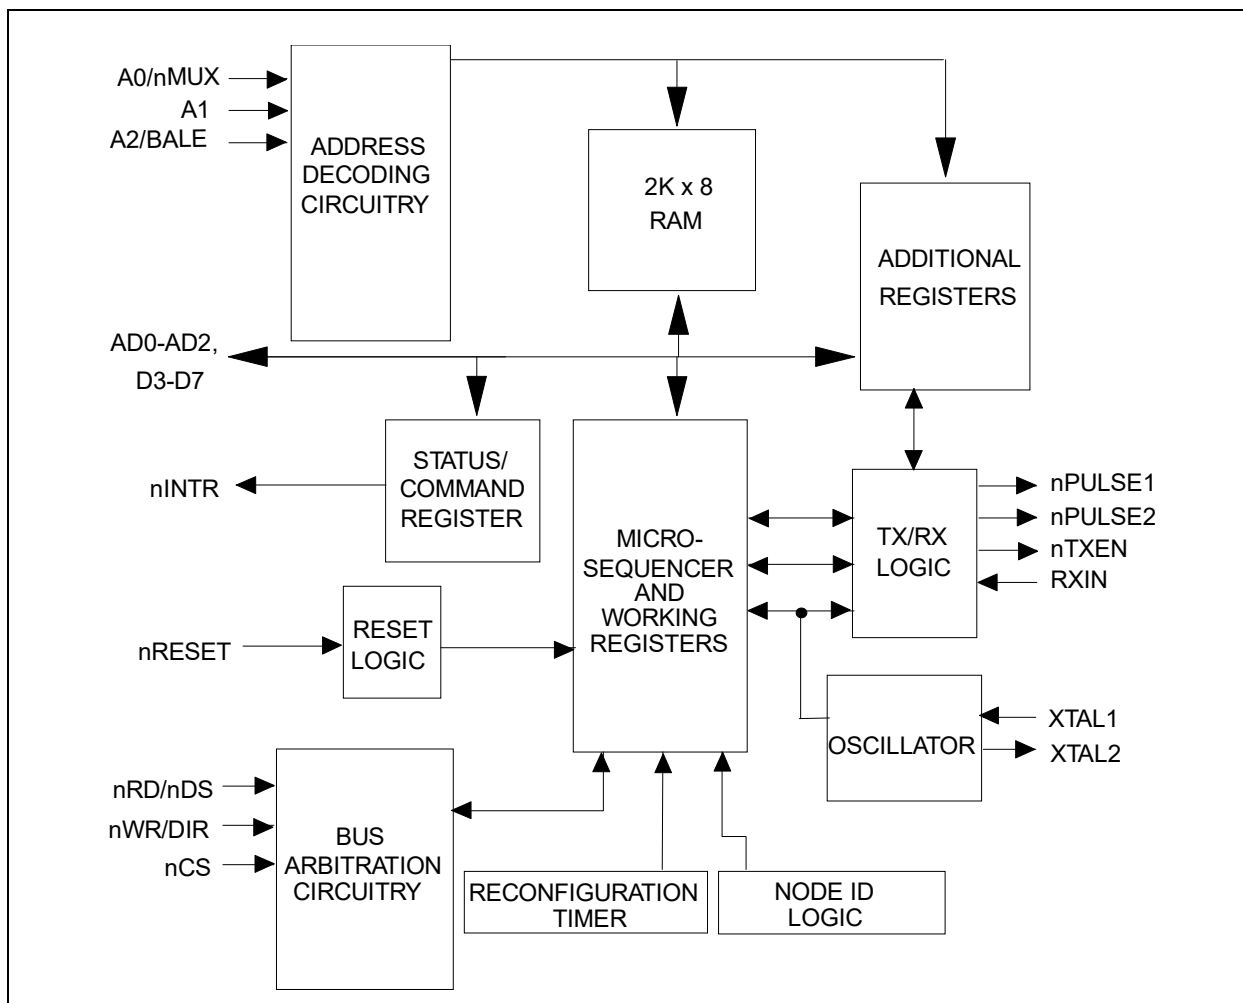 A0/nMUX
A1
A2/BALE
ADDRESS
DECODING
CIRCUITRY
2K x 8
RAM
ADDITIONAL
REGISTERS
AD0-AD2,
D3-D7
nINTR
STATUS/
COMMAND
REGISTER
MICRO-
SEQUENCER
AND
WORKING
REGISTERS
TX/RX
LOGIC
nPULSE1
nPULSE2
nTXEN
RXIN
nRESET
RESET
LOGIC
OSCILLATOR
XTAL1
XTAL2
nRD/nDS
nWR/DIR
nCS
BUS
ARBITRATION
CIRCUITRY
RECONFIGURATION
TIMER
NODE ID
LOGIC